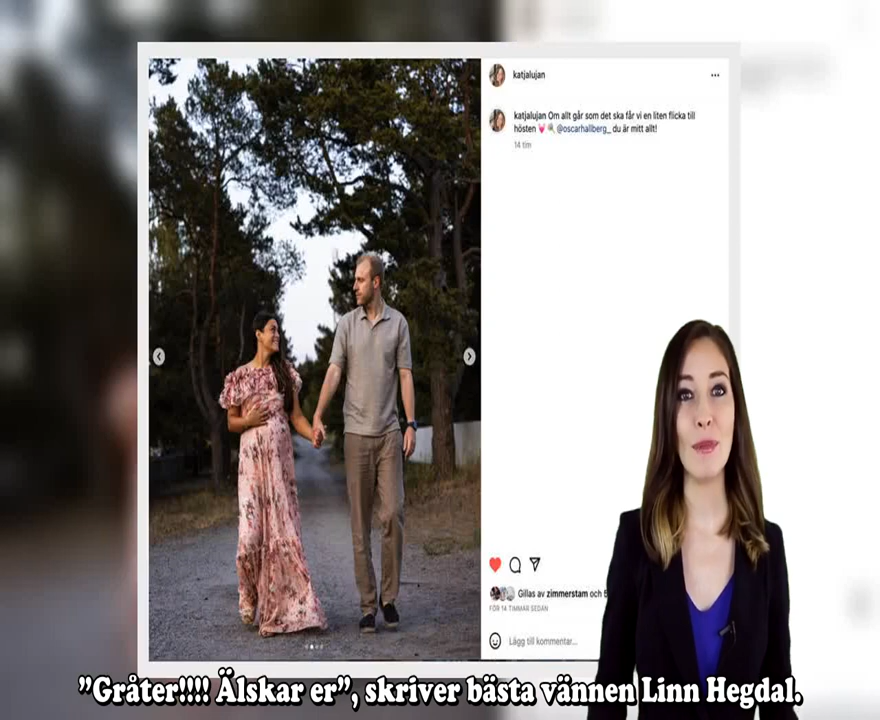 katjalujan
katjalujan Om allt går som det ska får vi en liten flicka till
hösten 💓 🍭 @oscarhallberg_ du är mitt allt!
14 tim
Gillas av zimmerstam och
FÖR 14 TIMMAR SEDAN
Lägg till kommentar...
”Gråter!!!! Älskar er”, skriver bästa vännen Linn Hegdal.